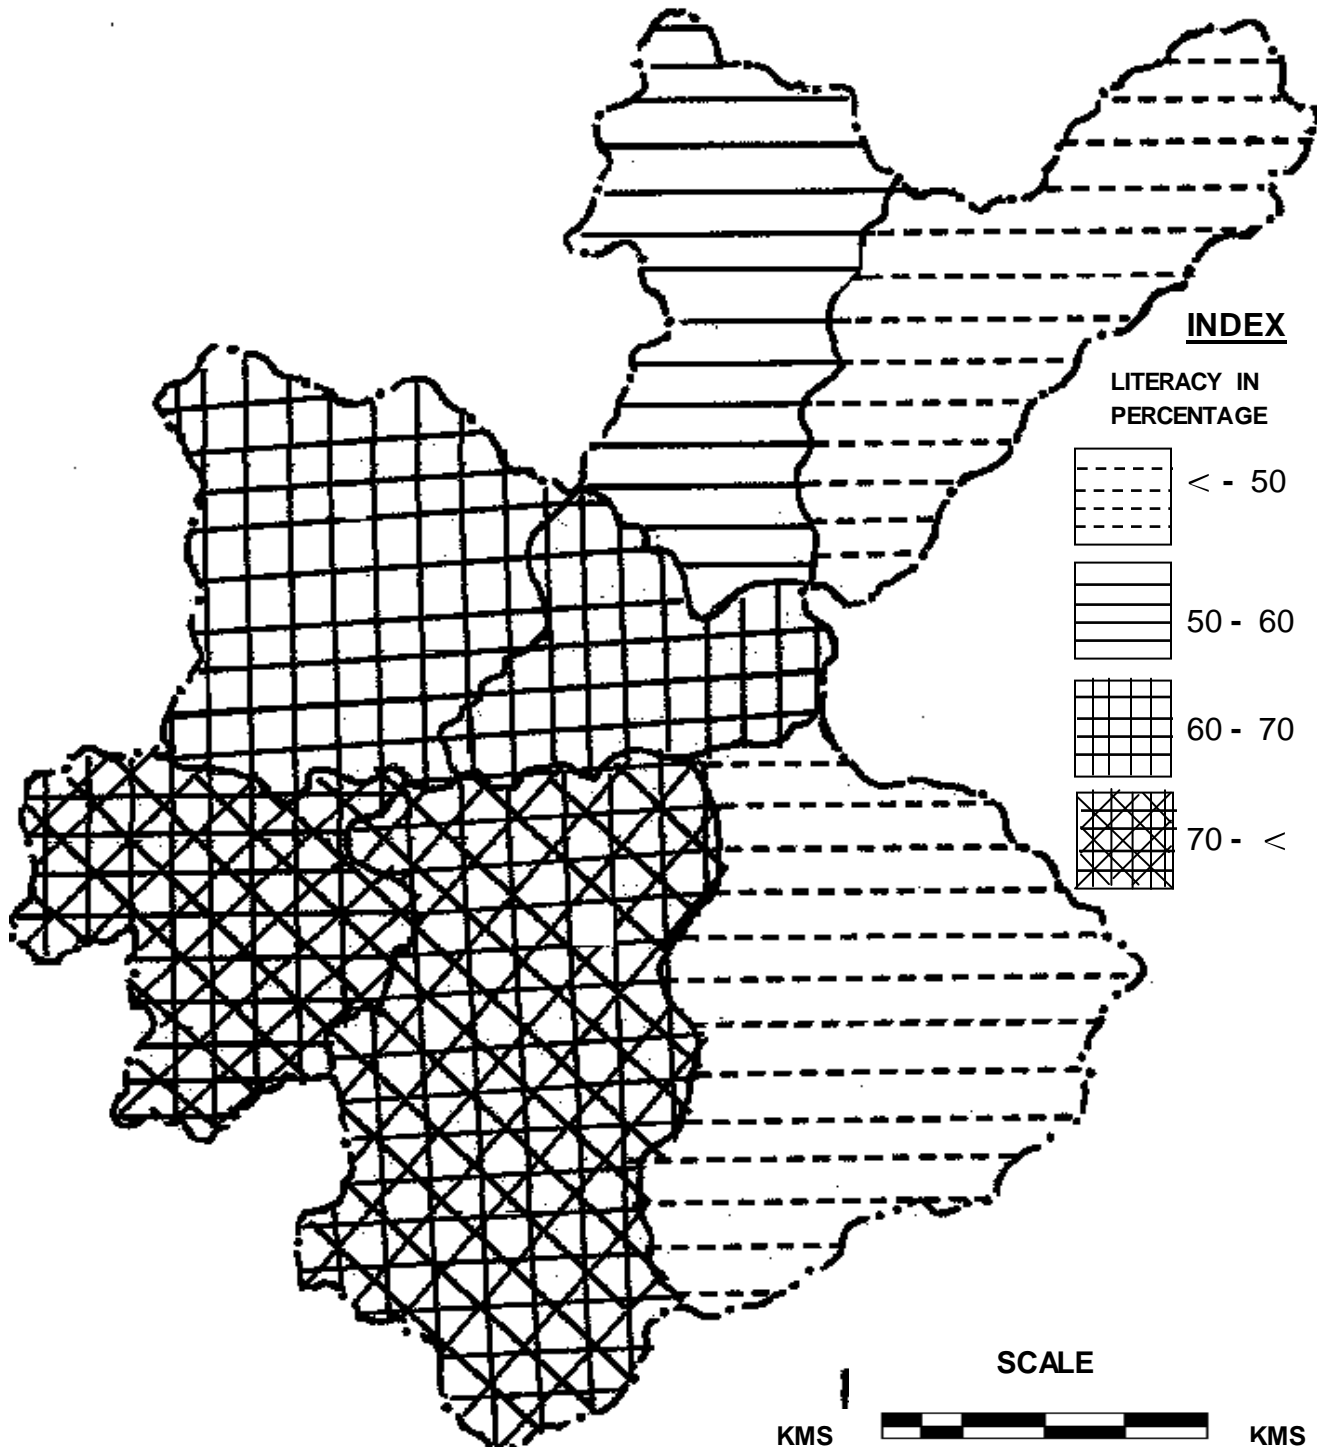 INDEX
LITERACY IN
PERCENTAGE
< - 50
50 - 60
60 - 70
70 - <
SCALE
KMS KMS